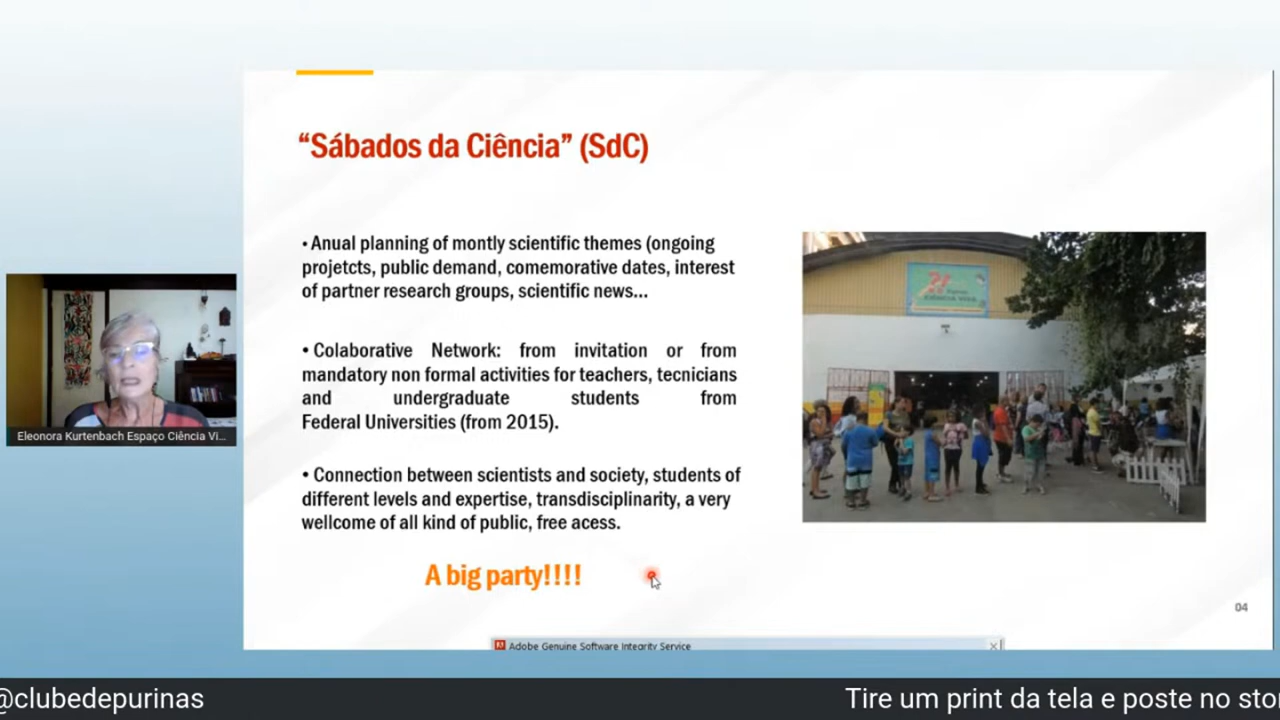 “Sábados da Ciência” (SdC)
• Anual planning of montly scientific themes (ongoing
projetcts, public demand, comemorative dates, interest
of partner research groups, scientific news...
• Colaborative Network: from invitation or from
mandatory non formal activities for teachers, tecnicians
and undergraduate students from
Federal Universities (from 2015).
• Connection between scientists and society, students of
different levels and expertise, transdisciplinarity, a very
wellcome of all kind of public, free acess.
A big party!!!!
04
Eleonora Kurtenbach Espaço Ciência Vi...
Adobe Genuine Software Integrity Service
@clubedepurinas
Tire um print da tela e poste no sto